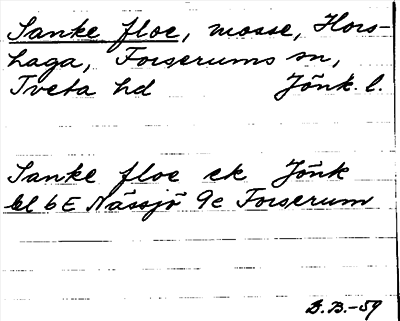 Sanke floe, mosse, Hors-
haga, Forserums sn,
Tveta hd Jönk. l.
Sanke floe ek Jönk
bl 6E Nässjö 9e Forserum
B.B.-59